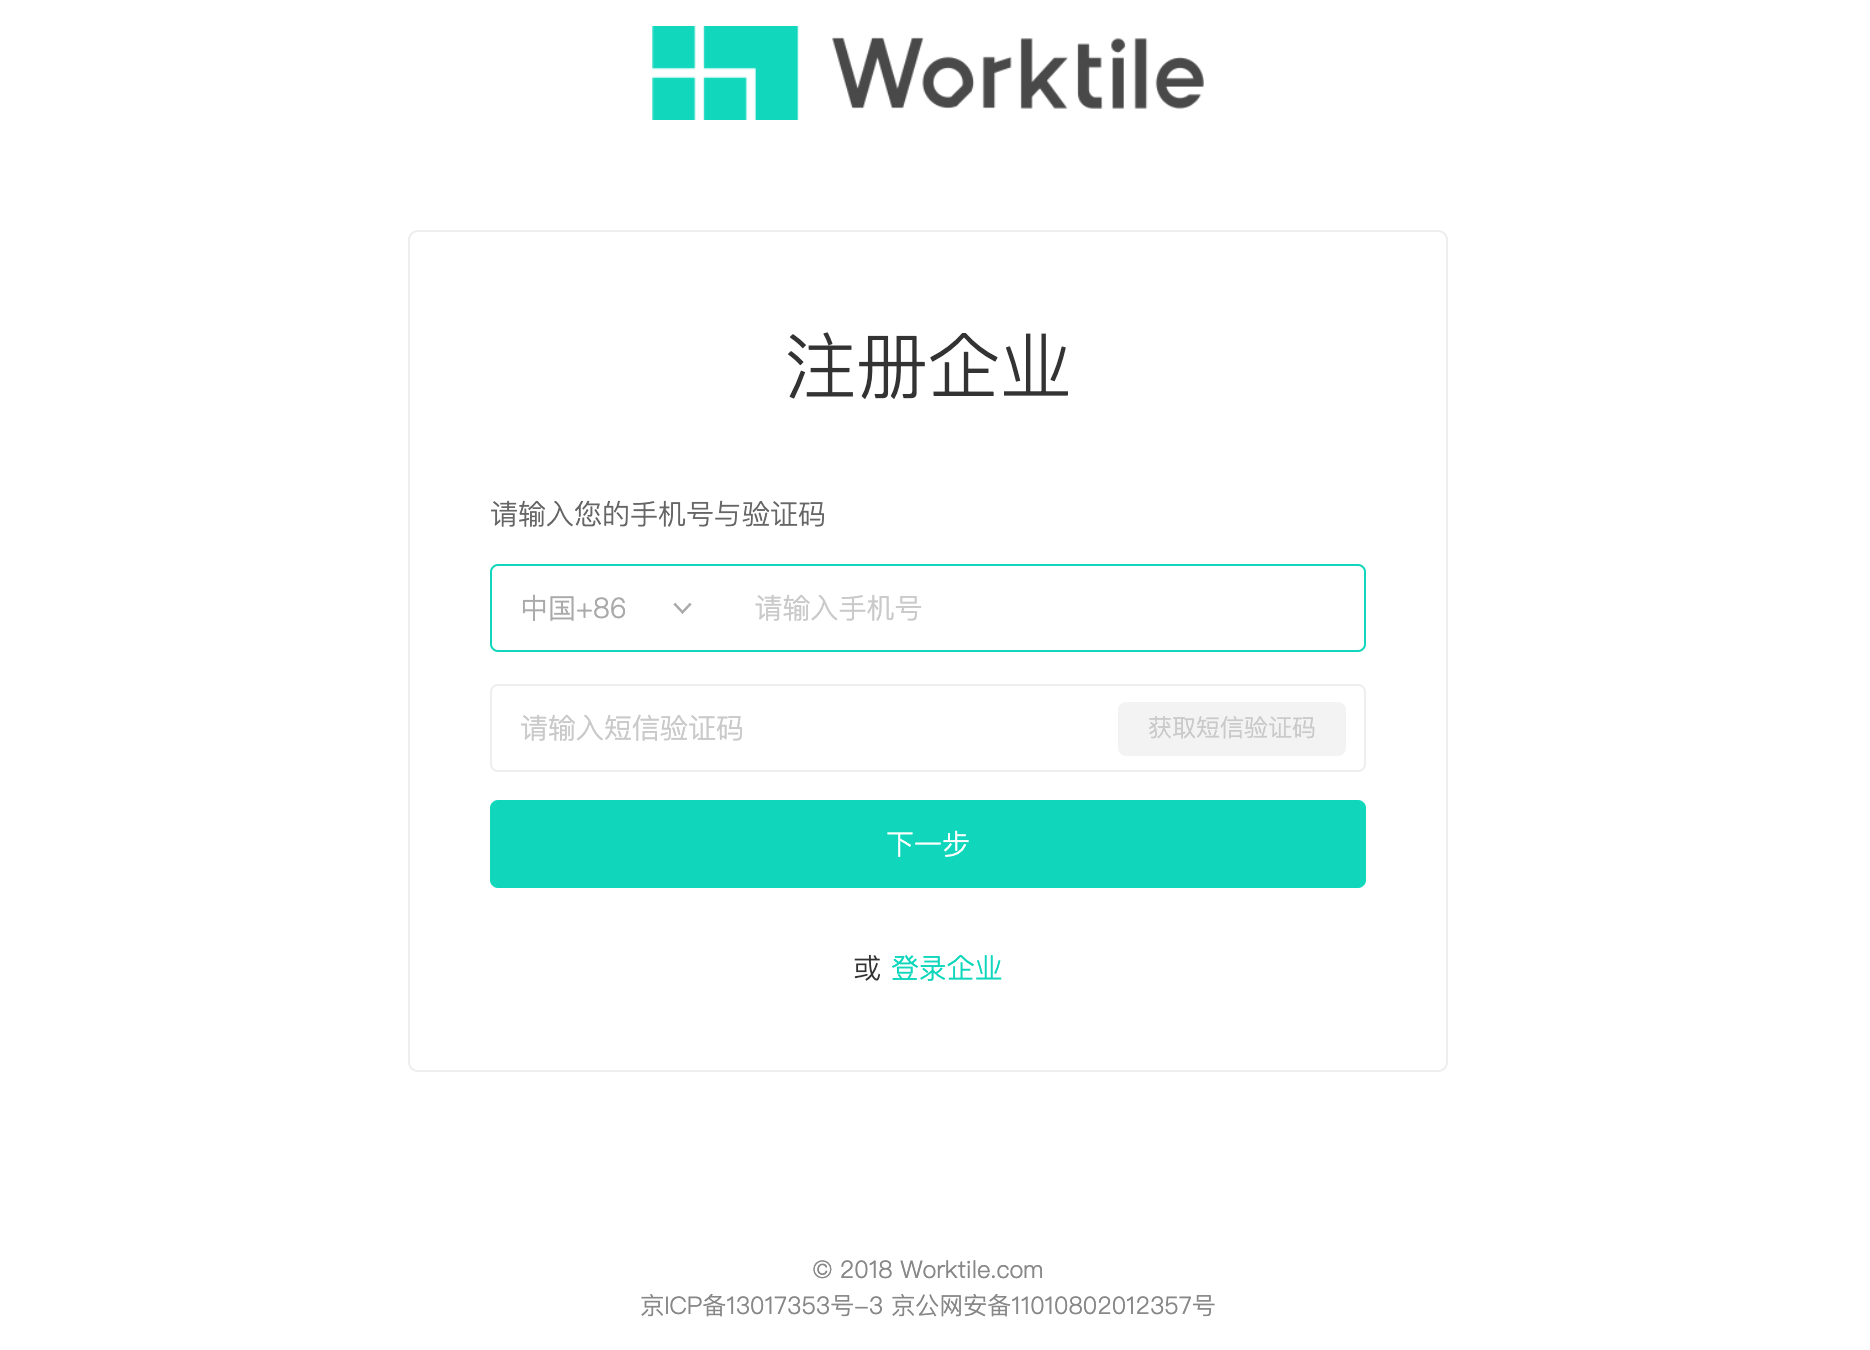 Worktile
注册企业
请输入您的手机号与验证码
中国+86 请输入手机号
请输入短信验证码 获取短信验证码
下一步
或 登录企业
© 2018 Worktile.com
京ICP备13017353号-3 京公网安备11010802012357号